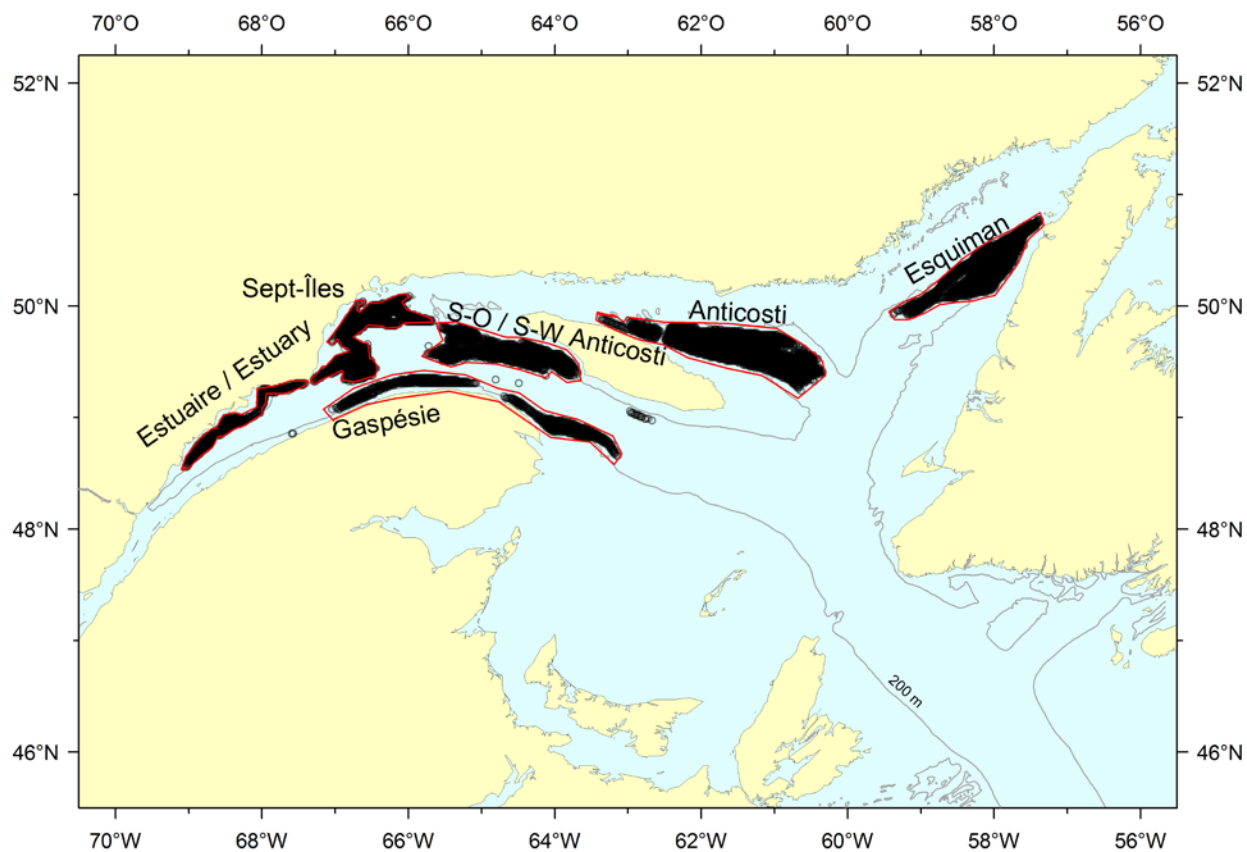 70°O 68°O 66°O 64°O 62°O 60°O 58°O 56°O
52°N 52°N
Esquiman
Sept-Îles
50°N 50°N
Anticosti
S-O / S-W Anticosti
Estuaire / Estuary
Gaspésie
48°N 48°N
200 m
46°N 46°N
70°W 68°W 66°W 64°W 62°W 60°W 58°W 56°W